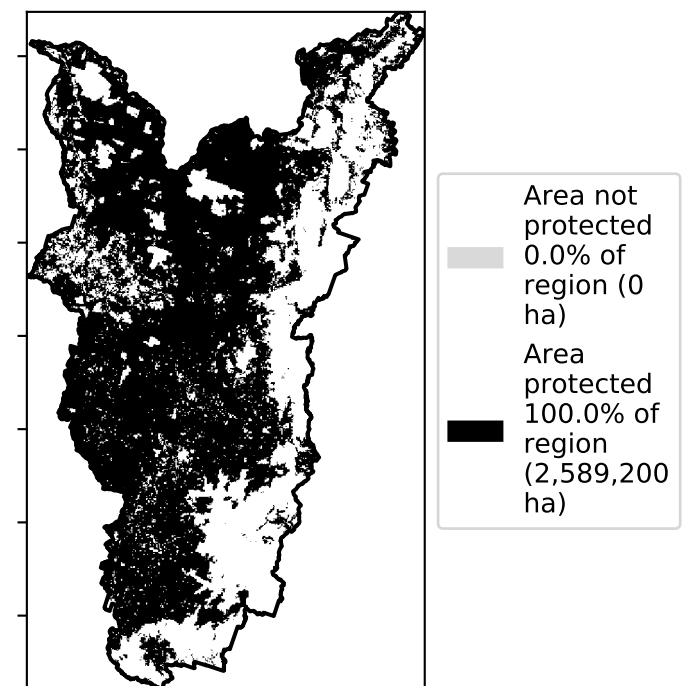 Area not
protected
0.0% of
region (0
ha)
Area
protected
100.0% of
region
(2,589,200
ha)